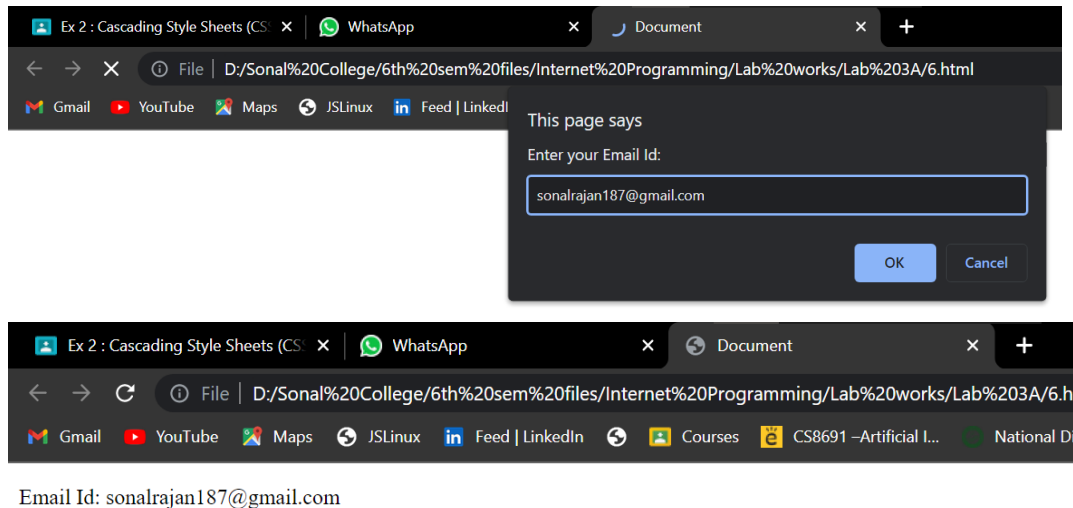 Ex 2 : Cascading Style Sheets (CS WhatsApp Document
File D:/Sonal%20College/6th%20sem%20files/Internet%20Programming/Lab%20works/Lab%203A/6.html
Gmail YouTube Maps JSLinux Feed | LinkedI
This page says
Enter your Email Id:
sonalrajan187@gmail.com
OK Cancel
Ex 2 : Cascading Style Sheets (CS WhatsApp Document
File D:/Sonal%20College/6th%20sem%20files/Internet%20Programming/Lab%20works/Lab%203A/6.h
Gmail YouTube Maps JSLinux Feed | LinkedIn Courses CS8691 –Artificial I... National Di
Email Id: sonalrajan187@gmail.com